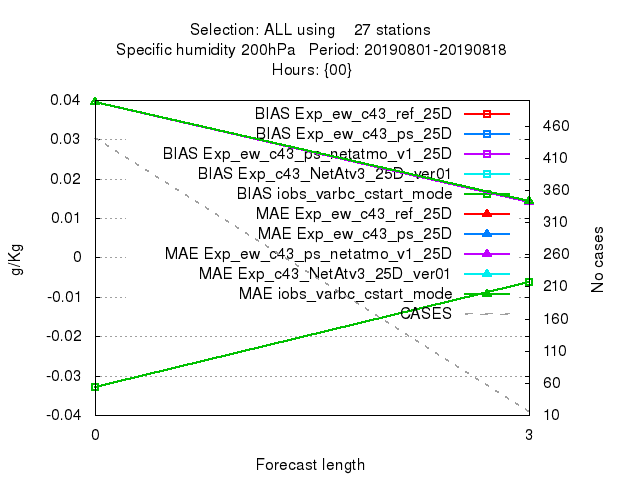 Selection: ALL using    27 stations
Specific humidity 200hPa   Period: 20190801-20190818
Hours: {00}
0.04
0.03
0.02
0.01
0
-0.01
-0.02
-0.03
-0.04
g/Kg
BIAS Exp_ew_c43_ref_25D
BIAS Exp_ew_c43_ps_25D
BIAS Exp_ew_c43_ps_netatmo_v1_25D
BIAS Exp_c43_NetAtv3_25D_ver01
BIAS iobs_varbc_cstart_mode
MAE Exp_ew_c43_ref_25D
MAE Exp_ew_c43_ps_25D
MAE Exp_ew_c43_ps_netatmo_v1_25D
MAE Exp_c43_NetAtv3_25D_ver01
MAE iobs_varbc_cstart_mode
CASES
460
410
360
310
260
210
160
110
60
10
No cases
0
3
Forecast length